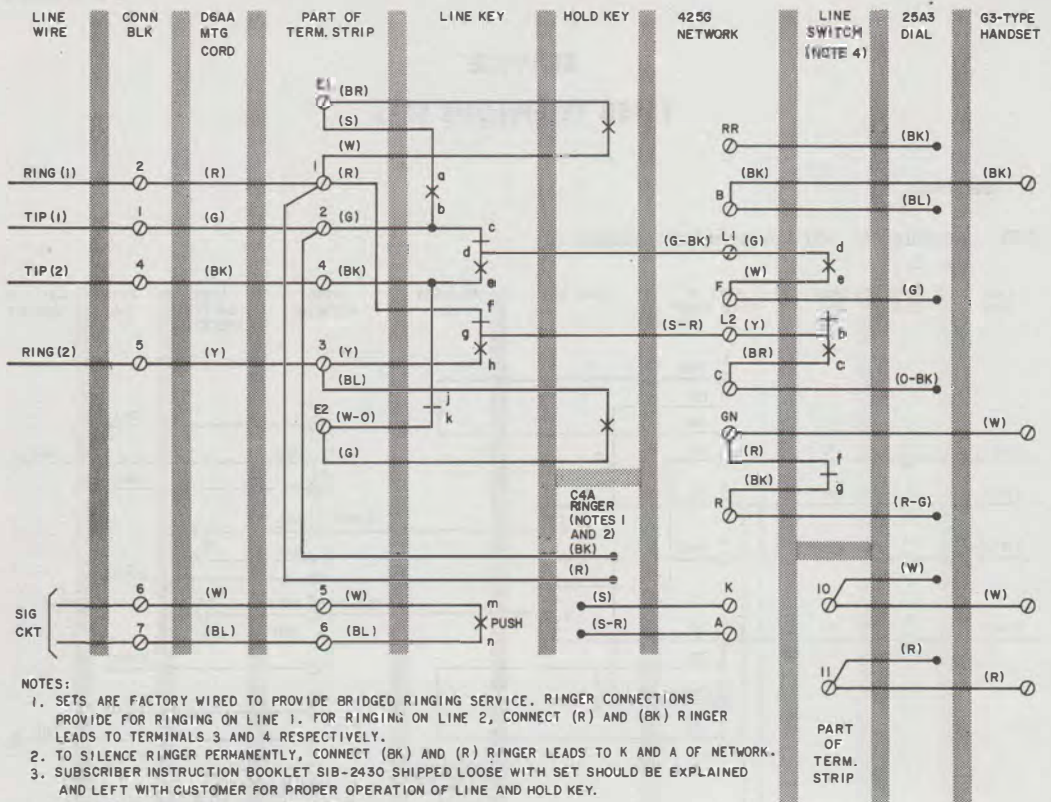 LINE WIRE
CONN BLK
D6AA MTG CORD
PART OF TERM. STRIP
LINE KEY
HOLD KEY
425G NETWORK
LINE SWITCH (NOTE 4)
25A3 DIAL
G3-TYPE HANDSET
E1 (BR)
(S)
(W)
RR (BK)
RING (1) 2 (R) 1 (R)
a
b
B (BK) (BK)
(BL)
TIP (1) 1 (G) 2 (G) c
d
(G-BK) L1 (G) d
e
TIP (2) 4 (BK) 4 (BK) e
(W)
F (G)
f
g
h
(S-R) L2 (Y) b
c
RING (2) 5 (Y) 3 (Y)
(BR)
C (O-BK)
(BL)
j
k
E2 (W-O)
(G)
GN (W)
(R) f
(BK) g
R (R-G)
C4A RINGER (NOTES 1 AND 2)
(BK)
(R)
SIG CKT
6 (W) 5 (W) m
PUSH
7 (BL) 6 (BL) n
(S) K
(S-R) A
10 (W) (W)
11 (R) (R)
PART OF TERM. STRIP
NOTES:
1. SETS ARE FACTORY WIRED TO PROVIDE BRIDGED RINGING SERVICE. RINGER CONNECTIONS
PROVIDE FOR RINGING ON LINE 1. FOR RINGING ON LINE 2, CONNECT (R) AND (BK) RINGER
LEADS TO TERMINALS 3 AND 4 RESPECTIVELY.
2. TO SILENCE RINGER PERMANENTLY, CONNECT (BK) AND (R) RINGER LEADS TO K AND A OF NETWORK.
3. SUBSCRIBER INSTRUCTION BOOKLET SIB-2430 SHIPPED LOOSE WITH SET SHOULD BE EXPLAINED
AND LEFT WITH CUSTOMER FOR PROPER OPERATION OF LINE AND HOLD KEY.